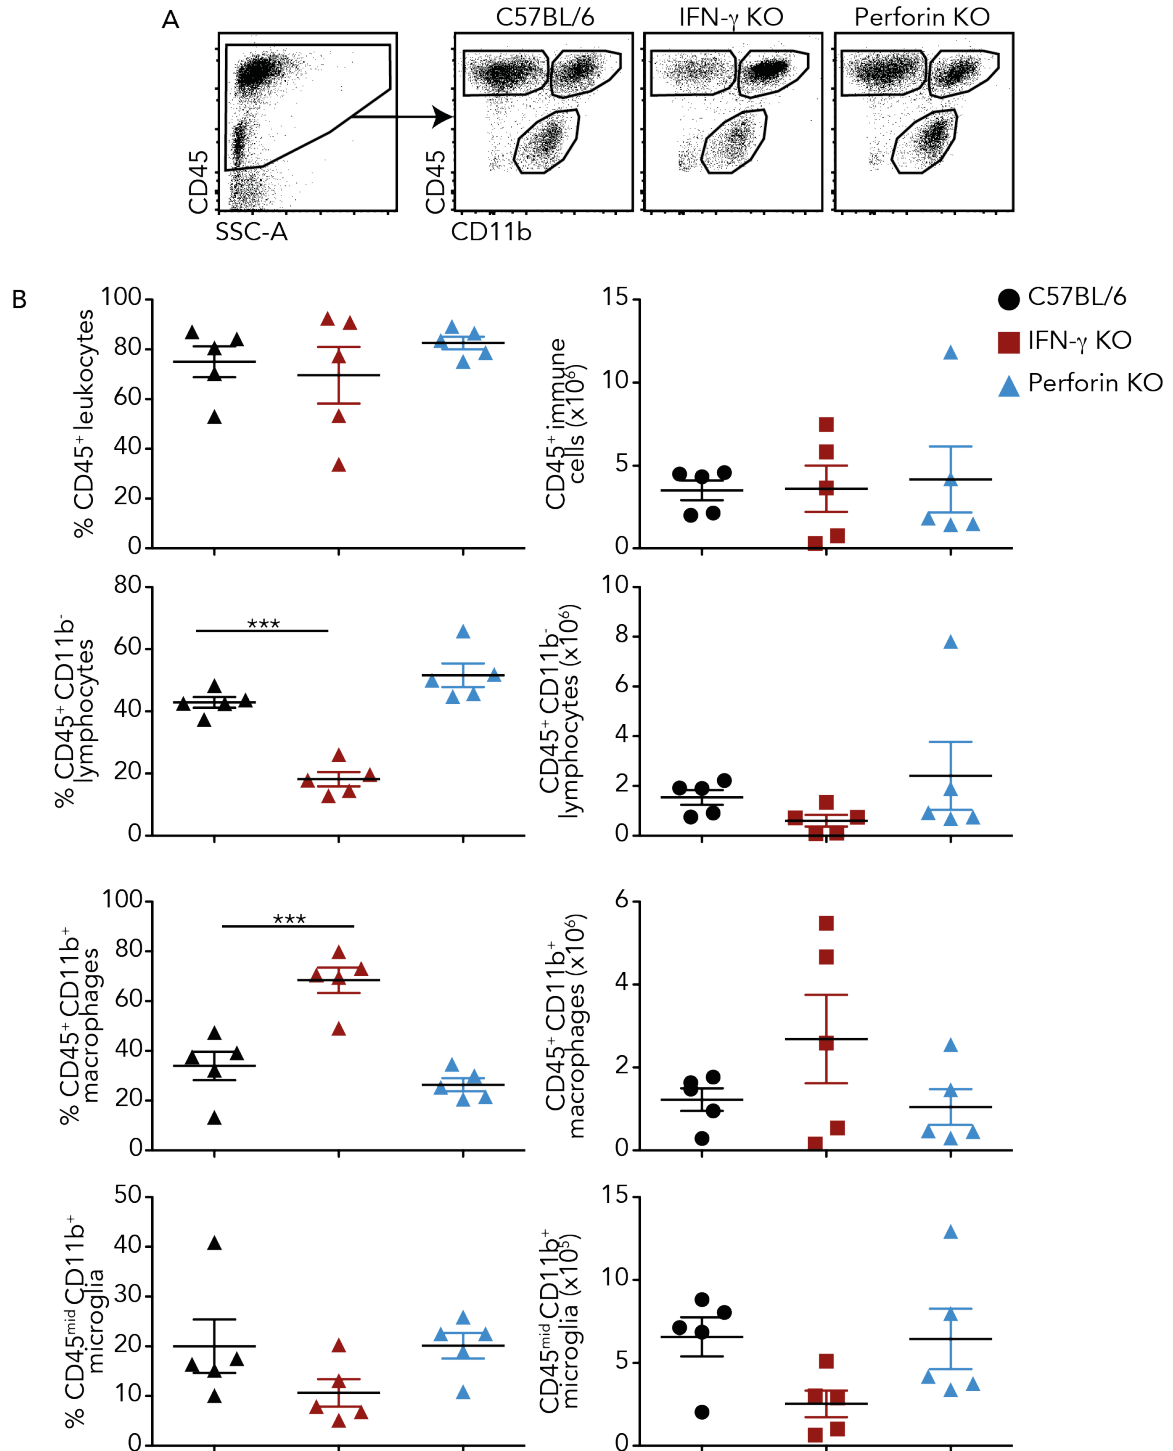 A
C57BL/6
IFN-γ KO
Perforin KO
CD45
SSC-A
CD45
CD11b
B
C57BL/6
IFN-γ KO
Perforin KO
% CD45⁺ leukocytes
100
80
60
40
20
0
CD45⁺ immune
cells (x10⁶)
15
10
5
0
% CD45⁺ CD11b⁻
lymphocytes
80
60
40
20
0
***
CD45⁺ CD11b⁻
lymphocytes (x10⁶)
10
8
6
4
2
0
% CD45⁺ CD11b⁺
macrophages
100
80
60
40
20
0
***
CD45⁺ CD11b⁺
macrophages (x10⁶)
6
4
2
0
% CD45ᵐⁱᵈ CD11b⁺
microglia
50
40
30
20
10
0
CD45ᵐⁱᵈ CD11b⁺
microglia (x10⁵)
15
10
5
0